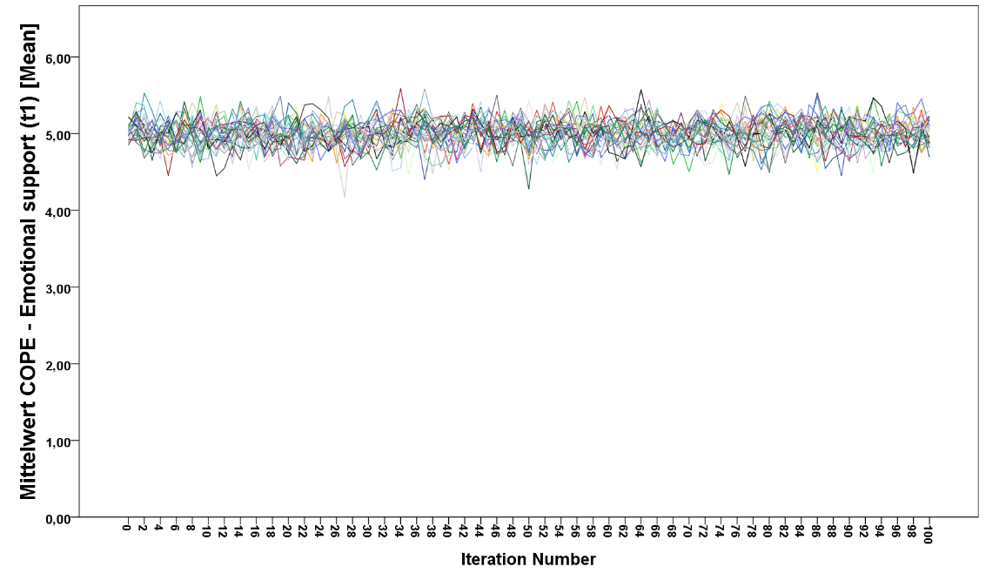 Mittelwert COPE - Emotional support (t1) [Mean]
6,00
5,00
4,00
3,00
2,00
1,00
0,00
0 2 4 6 8 10 12 14 16 18 20 22 24 26 28 30 32 34 36 38 40 42 44 46 48 50 52 54 56 58 60 62 64 66 68 70 72 74 76 78 80 82 84 86 88 90 92 94 96 98 100
Iteration Number